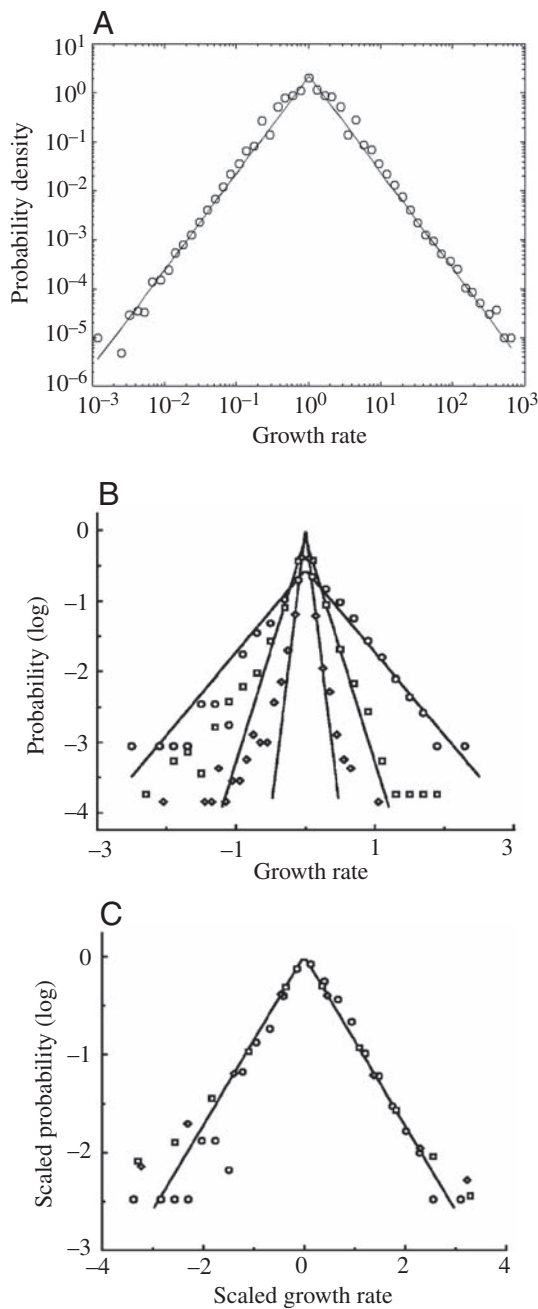 A
10^1
10^0
10^−1
10^−2
10^−3
10^−4
10^−5
10^−6
Probability density
10^−3 10^−2 10^−1 10^0 10^1 10^2 10^3
Growth rate
B
0
−1
−2
−3
−4
Probability (log)
−3 −1 1 3
Growth rate
C
0
−1
−2
−3
Scaled probability (log)
−4 −2 0 2 4
Scaled growth rate